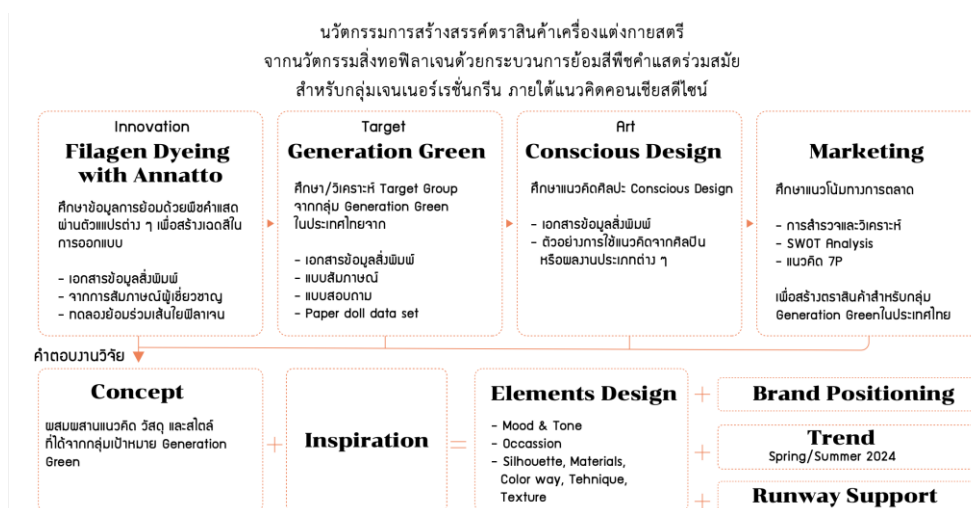 นวัตกรรมการสร้างสรรค์ตราสินค้าเครื่องแต่งกายสตรี
จากนวัตกรรมสิ่งทอฟิลาเจนด้วยกระบวนการย้อมสีพืชคำแสดร่วมสมัย
สำหรับกลุ่มเจนเนอร์เรชั่นกรีน ภายใต้แนวคิดคอนเชียสดีไซน์
Innovation
Filagen Dyeing
with Annatto
ศึกษาข้อมูลการย้อมด้วยพืชคำแสด
ผ่านตัวแแปรต่าง ๆ เพื่อสร้างเฉดสีใน
การออกแบบ
- เอกสารข้อมูลสิ่งพิมพ์
- จากการสัมภาษณ์ผู้เชี่ยวชาญ
- ทดลองย้อมร่วมเส้นใยฟิลาเจน
Target
Generation Green
ศึกษา/วิเคราะห์ Target Group
จากกลุ่ม Generation Green
ในประเทศไทยจาก
- เอกสารข้อมูลสิ่งพิมพ์
- แบบสัมภาษณ์
- แบบสอบถาม
- Paper doll data set
Art
Conscious Design
ศึกษาแนวคิดศิลปะ Conscious Design
- เอกสารข้อมูลสิ่งพิมพ์
- ตัวอย่างการใช้แนวคิดจากศิลปิน
หรือผลงานประเภทต่าง ๆ
Marketing
ศึกษาแนวโน้มทางการตลาด
- การสำรวจและวิเคราะห์
- SWOT Analysis
- แนวคิด 7P
เพื่อสร้างตราสินค้าสำหรับกลุ่ม
Generation Greenในประเทศไทย
คำตอบงานวิจัย
Concept
ผสมผสานแนวคิด วัสดุ และสไตล์
ที่ได้จากกลุ่มเป้าหมาย Generation
Green
+
Inspiration
=
Elements Design
- Mood & Tone
- Occassion
- Silhouette, Materials,
Color way, Tehnique,
Texture
+
Brand Positioning
+
Trend
Spring/Summer 2024
+
Runway Support